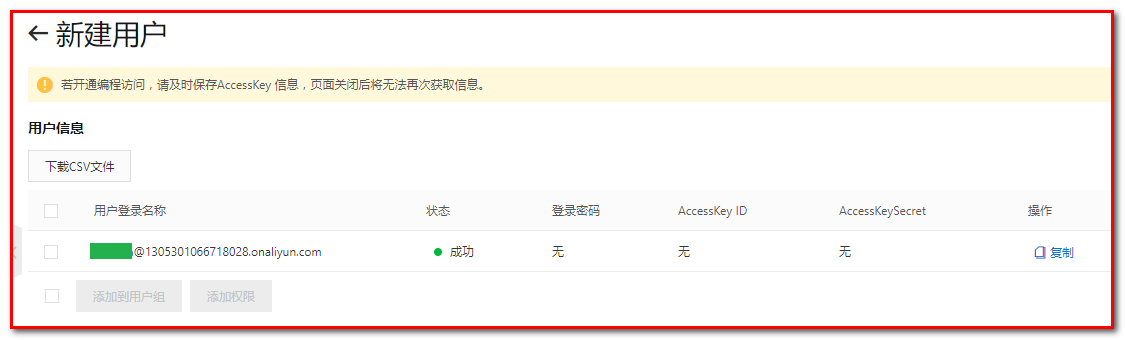 ← 新建用户
若开通编程访问，请及时保存AccessKey 信息，页面关闭后将无法再次获取信息。
用户信息
下载CSV文件
用户登录名称 状态 登录密码 AccessKey ID AccessKeySecret 操作
@1305301066718028.onaliyun.com 成功 无 无 无 复制
添加到用户组 添加权限